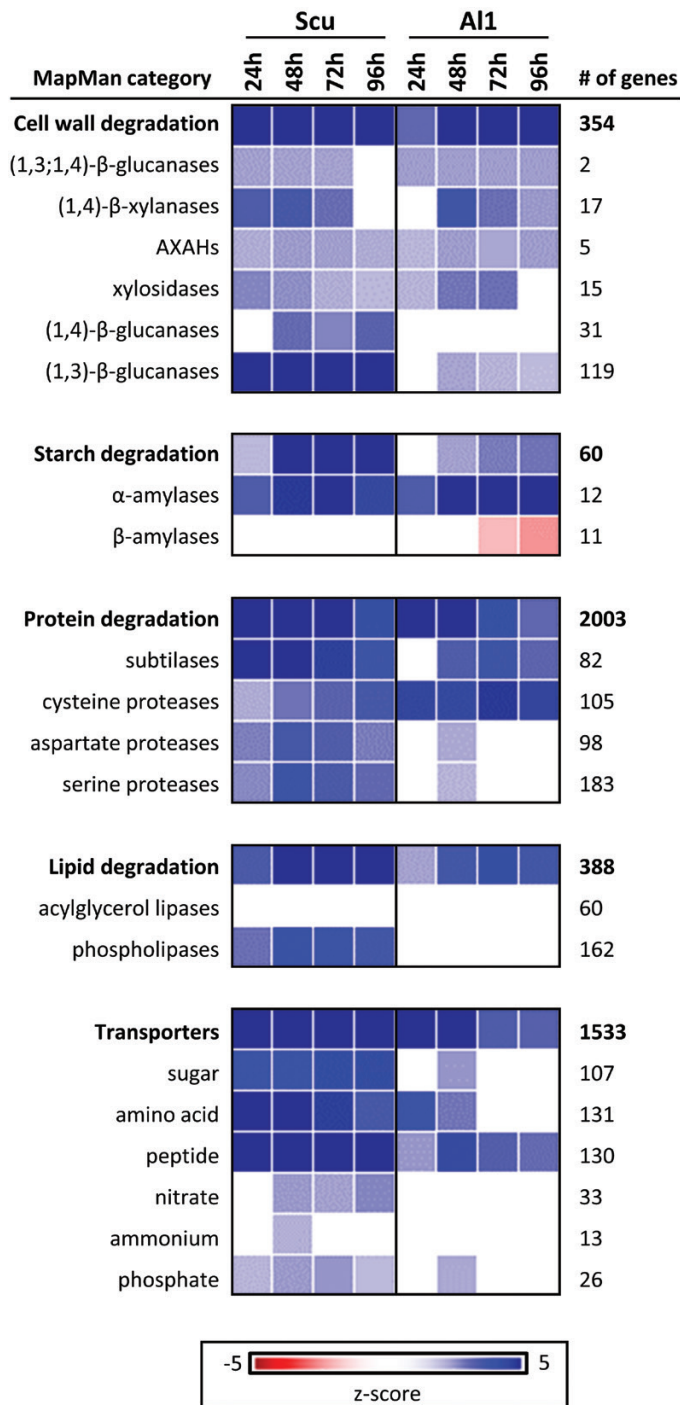 Scu Al1
MapMan category 24h 48h 72h 96h 24h 48h 72h 96h # of genes
Cell wall degradation 354
(1,3;1,4)-β-glucanases 2
(1,4)-β-xylanases 17
AXAHs 5
xylosidases 15
(1,4)-β-glucanases 31
(1,3)-β-glucanases 119
Starch degradation 60
α-amylases 12
β-amylases 11
Protein degradation 2003
subtilases 82
cysteine proteases 105
aspartate proteases 98
serine proteases 183
Lipid degradation 388
acylglycerol lipases 60
phospholipases 162
Transporters 1533
sugar 107
amino acid 131
peptide 130
nitrate 33
ammonium 13
phosphate 26
-5 5
z-score